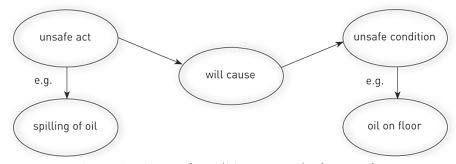 unsafe act
unsafe condition
will cause
e.g.
e.g.
spilling of oil
oil on floor